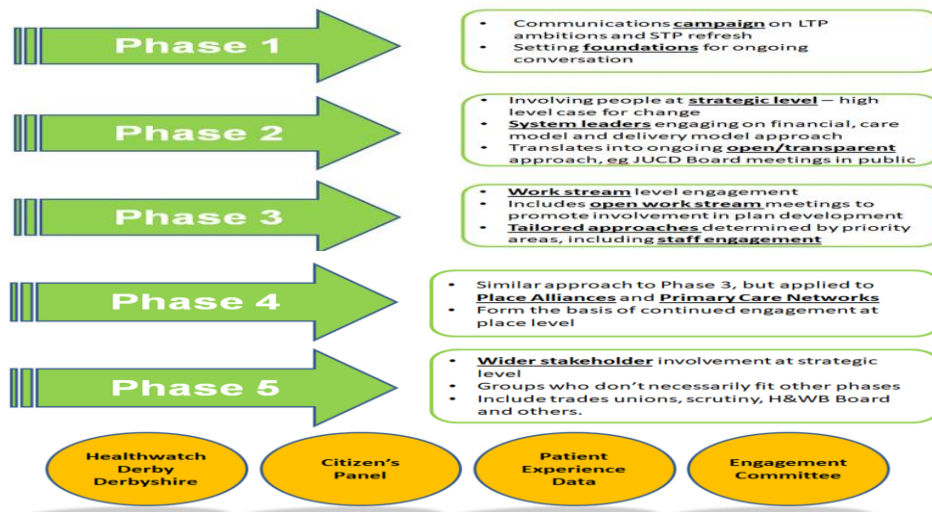 Phase 1
• Communications campaign on LTP
ambitions and STP refresh
• Setting foundations for ongoing
conversation
Phase 2
• Involving people at strategic level – high
level case for change
• System leaders engaging on financial, care
model and delivery model approach
• Translates into ongoing open/transparent
approach, eg JUCD Board meetings in public
Phase 3
• Work stream level engagement
• Includes open work stream meetings to
promote involvement in plan development
• Tailored approaches determined by priority
areas, including staff engagement
Phase 4
• Similar approach to Phase 3, but applied to
Place Alliances and Primary Care Networks
• Form the basis of continued engagement at
place level
Phase 5
• Wider stakeholder involvement at strategic
level
• Groups who don't necessarily fit other phases
• Include trades unions, scrutiny, H&WB Board
and others.
Healthwatch
Derby
Derbyshire
Citizen's
Panel
Patient
Experience
Data
Engagement
Committee